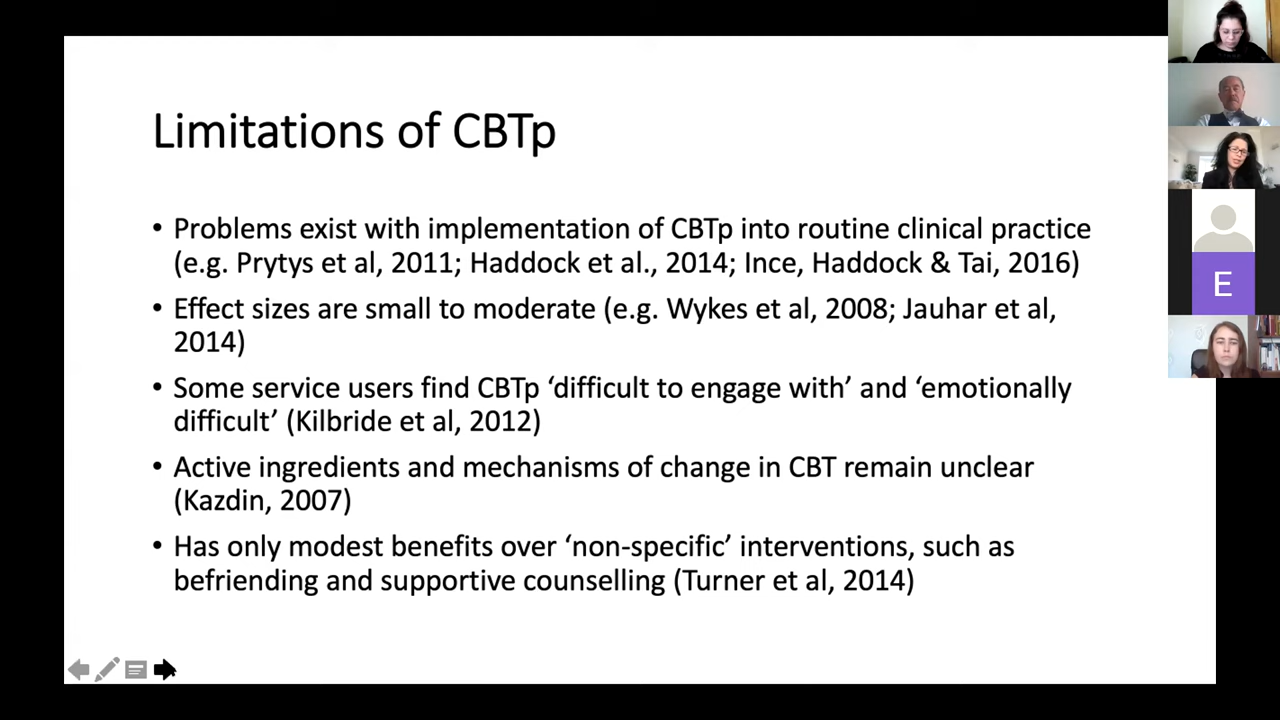 Limitations of CBTp
• Problems exist with implementation of CBTp into routine clinical practice
(e.g. Prytys et al, 2011; Haddock et al., 2014; Ince, Haddock & Tai, 2016)
• Effect sizes are small to moderate (e.g. Wykes et al, 2008; Jauhar et al,
2014)
• Some service users find CBTp ‘difficult to engage with’ and ‘emotionally
difficult’ (Kilbride et al, 2012)
• Active ingredients and mechanisms of change in CBT remain unclear
(Kazdin, 2007)
• Has only modest benefits over ‘non-specific’ interventions, such as
befriending and supportive counselling (Turner et al, 2014)
E